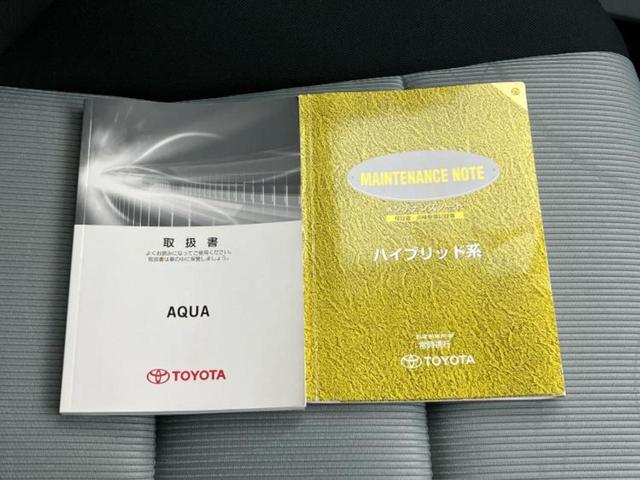 取扱書
よくお読みになってご使用ください。
取扱書は車の中に保管しましょう。
AQUA
TOYOTA
MAINTENANCE NOTE
ハイブリッド系
TOYOTA